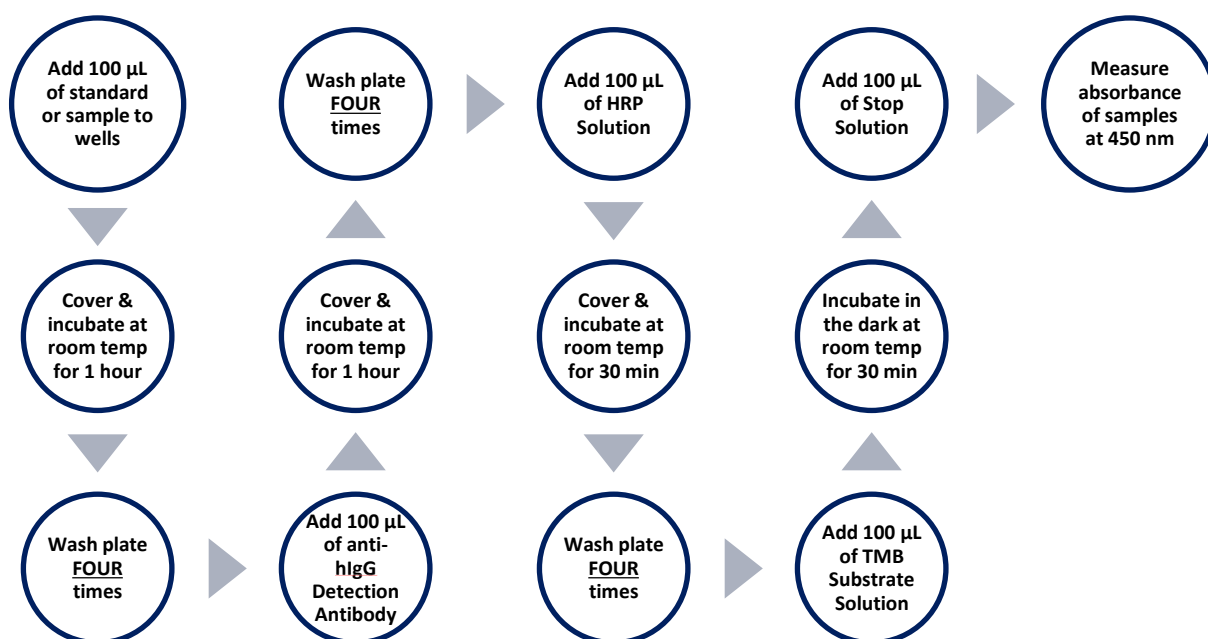 Add 100 µL
of standard
or sample to
wells
Cover &
incubate at
room temp
for 1 hour
Wash plate
FOUR
times
Add 100 µL
of anti-
hIgG
Detection
Antibody
Cover &
incubate at
room temp
for 1 hour
Wash plate
FOUR
times
Add 100 µL
of HRP
Solution
Cover &
incubate at
room temp
for 30 min
Wash plate
FOUR
times
Add 100 µL
of TMB
Substrate
Solution
Incubate in
the dark at
room temp
for 30 min
Add 100 µL
of Stop
Solution
Measure
absorbance
of samples
at 450 nm